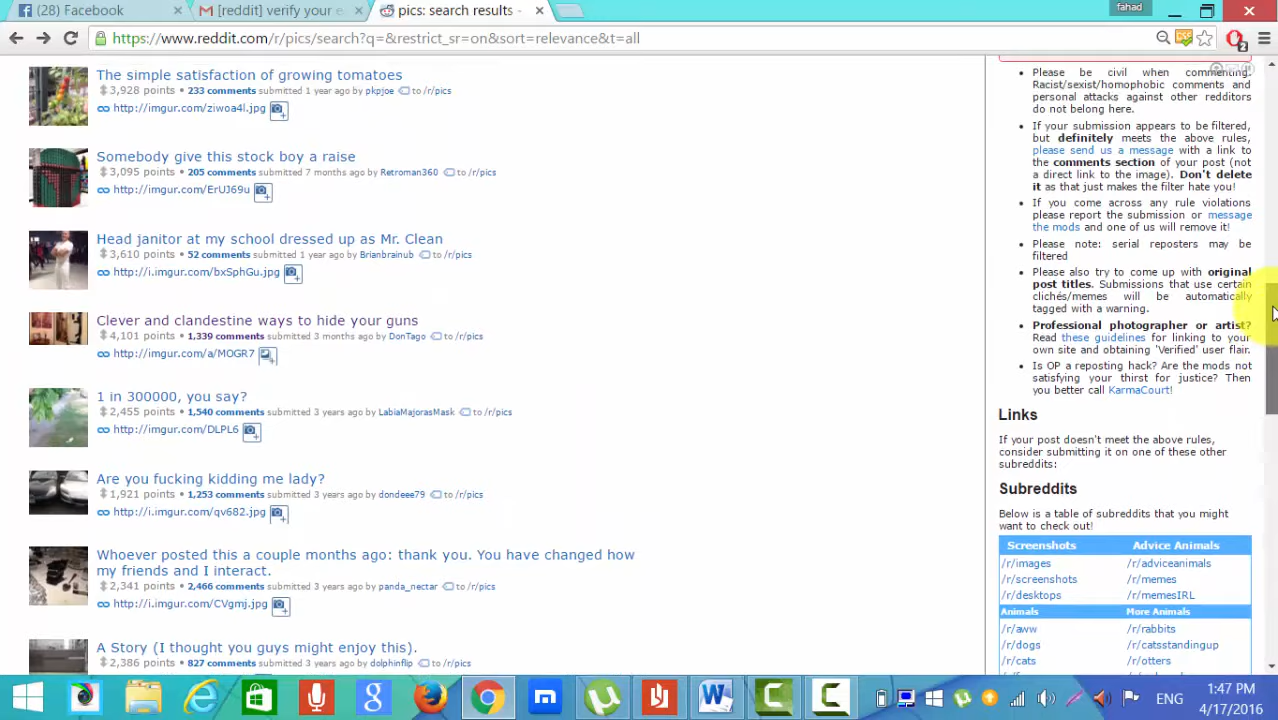 (28) Facebook
[reddit] verify your e
pics: search results -
fahad
https://www.reddit.com/r/pics/search?q=&restrict_sr=on&sort=relevance&t=all
The simple satisfaction of growing tomatoes
3,928 points • 233 comments submitted 1 year ago by pkpjoe to /r/pics
http://imgur.com/ziwoa4l.jpg
Somebody give this stock boy a raise
3,095 points • 205 comments submitted 7 months ago by Retroman360 to /r/pics
http://imgur.com/ErUJ69u
Head janitor at my school dressed up as Mr. Clean
3,610 points • 52 comments submitted 1 year ago by Brianbrainub to /r/pics
http://i.imgur.com/bxSphGu.jpg
Clever and clandestine ways to hide your guns
4,101 points • 1,339 comments submitted 3 months ago by DonTago to /r/pics
http://imgur.com/a/MOGR7
1 in 300000, you say?
2,455 points • 1,540 comments submitted 3 years ago by LabiaMajorasMask to /r/pics
http://imgur.com/DLPL6
Are you fucking kidding me lady?
1,921 points • 1,253 comments submitted 3 years ago by dondeee79 to /r/pics
http://imgur.com/qv682.jpg
Whoever posted this a couple months ago: thank you. You have changed how
my friends and I interact.
2,341 points • 2,466 comments submitted 3 years ago by panda_nectar to /r/pics
http://i.imgur.com/CVgmj.jpg
A Story (I thought you guys might enjoy this).
2,386 points • 827 comments submitted 3 years ago by dolphinflip to /r/pics
Please be civil when commenting.
Racist/sexist/homophobic comments and
personal attacks against other redditors
do not belong here.
If your submission appears to be filtered,
but definitely meets the above rules,
please send us a message with a link to
the comments section of your post (not
a direct link to the image). Don't delete
it as that just makes the filter hate you!
If you come across any rule violations
please report the submission or message
the mods and one of us will remove it!
Please note: serial reposters may be
filtered
Please also try to come up with original
post titles. Submissions that use certain
clichés/memes will be automatically
tagged with a warning.
Professional photographer or artist?
Read these guidelines for linking to your
own site and obtaining 'Verified' user flair.
Is OP a reposting hack? Are the mods not
satisfying your thirst for justice? Then
you better call KarmaCourt!
Links
If your post doesn't meet the above rules,
consider submitting it on one of these other
subreddits:
Subreddits
Below is a table of subreddits that you might
want to check out!
Screenshots Advice Animals
/r/images /r/adviceanimals
/r/screenshots /r/memes
/r/desktops /r/memesIRL
Animals More Animals
/r/aww /r/rabbits
/r/dogs /r/catsstandingup
/r/cats /r/otters
ENG
1:47 PM
4/17/2016